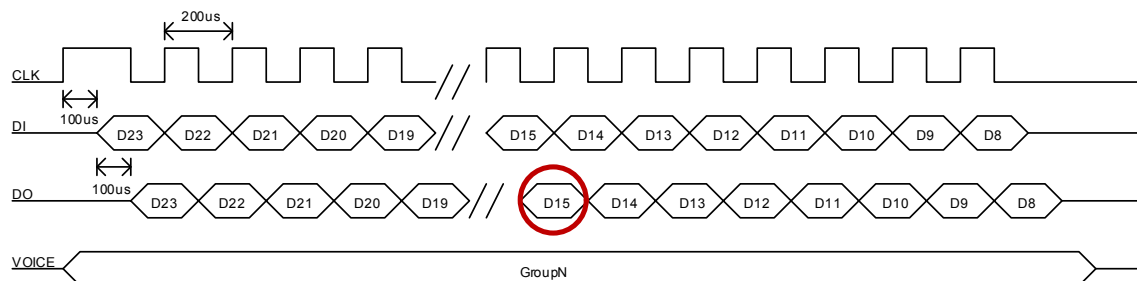 200us
CLK
100us
DI D23 D22 D21 D20 D19 D15 D14 D13 D12 D11 D10 D9 D8
100us
DO D23 D22 D21 D20 D19 D15 D14 D13 D12 D11 D10 D9 D8
VOICE
GroupN